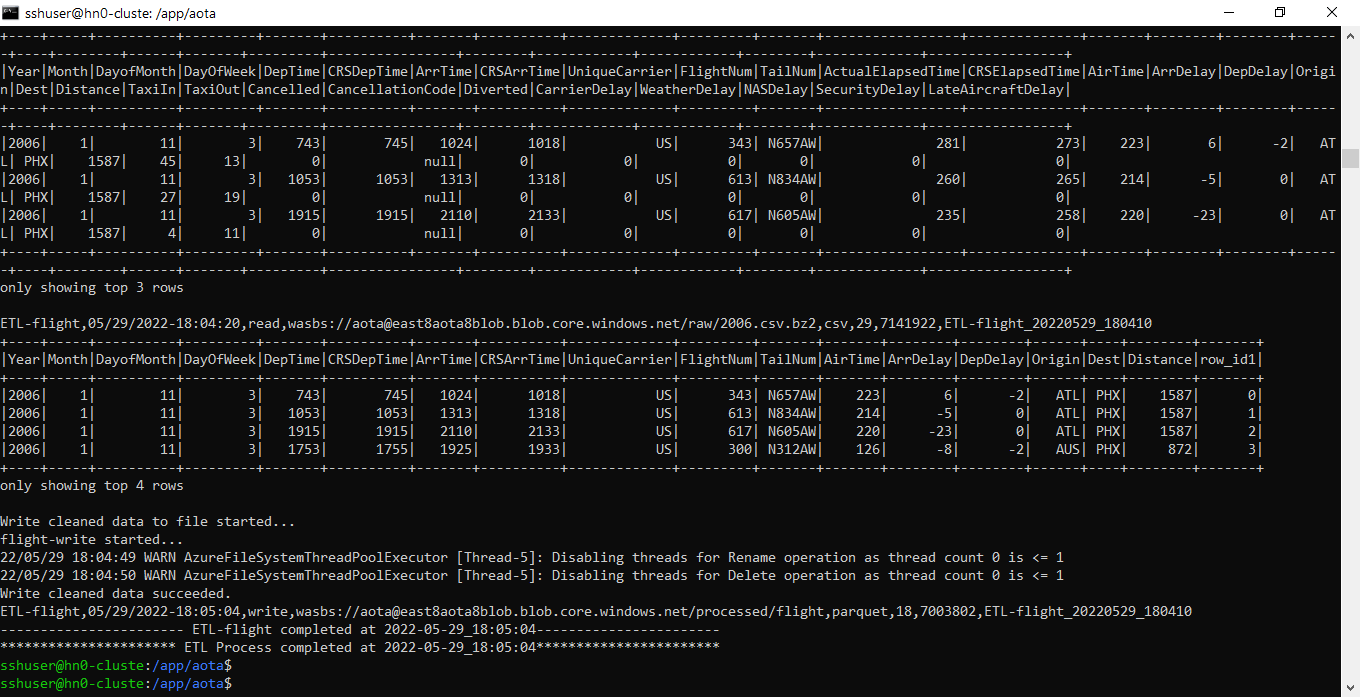 sshuser@hn0-cluste: /app/aota
+----+-----+----------+---------+-------+----------+-------+----------+-------------+---------+-------+-----------------+--------------+-------+--------+--------+-----
-+----+--------+------+-------+---------+----------------+--------+------------+------------+--------+-------------+-----------------+
|Year|Month|DayofMonth|DayOfWeek|DepTime|CRSDepTime|ArrTime|CRSArrTime|UniqueCarrier|FlightNum|TailNum|ActualElapsedTime|CRSElapsedTime|AirTime|ArrDelay|DepDelay|Origi
n|Dest|Distance|TaxiIn|TaxiOut|Cancelled|CancellationCode|Diverted|CarrierDelay|WeatherDelay|NASDelay|SecurityDelay|LateAircraftDelay|
+----+-----+----------+---------+-------+----------+-------+----------+-------------+---------+-------+-----------------+--------------+-------+--------+--------+-----
-+----+--------+------+-------+---------+----------------+--------+------------+------------+--------+-------------+-----------------+
|2006|    1|        11|        3|    743|       745|   1024|      1018|           US|      343| N657AW|              281|           273|    223|       6|      -2|   AT
L| PHX|    1587|    45|     13|        0|            null|       0|           0|           0|       0|            0|                0|
|2006|    1|        11|        3|   1053|      1053|   1313|      1318|           US|      613| N834AW|              260|           265|    214|      -5|       0|   AT
L| PHX|    1587|    27|     19|        0|            null|       0|           0|           0|       0|            0|                0|
|2006|    1|        11|        3|   1915|      1915|   2110|      2133|           US|      617| N605AW|              235|           258|    220|     -23|       0|   AT
L| PHX|    1587|     4|     11|        0|            null|       0|           0|           0|       0|            0|                0|
+----+-----+----------+---------+-------+----------+-------+----------+-------------+---------+-------+-----------------+--------------+-------+--------+--------+-----
-+----+--------+------+-------+---------+----------------+--------+------------+------------+--------+-------------+-----------------+
only showing top 3 rows
ETL-flight,05/29/2022-18:04:20,read,wasbs://aota@east8aota8blob.blob.core.windows.net/raw/2006.csv.bz2,csv,29,7141922,ETL-flight_20220529_180410
+----+-----+----------+---------+-------+----------+-------+----------+-------------+---------+-------+-------+--------+--------+------+----+--------+-------+
|Year|Month|DayofMonth|DayOfWeek|DepTime|CRSDepTime|ArrTime|CRSArrTime|UniqueCarrier|FlightNum|TailNum|AirTime|ArrDelay|DepDelay|Origin|Dest|Distance|row_id1|
+----+-----+----------+---------+-------+----------+-------+----------+-------------+---------+-------+-------+--------+--------+------+----+--------+-------+
|2006|    1|        11|        3|    743|       745|   1024|      1018|           US|      343| N657AW|    223|       6|      -2|   ATL| PHX|    1587|      0|
|2006|    1|        11|        3|   1053|      1053|   1313|      1318|           US|      613| N834AW|    214|      -5|       0|   ATL| PHX|    1587|      1|
|2006|    1|        11|        3|   1915|      1915|   2110|      2133|           US|      617| N605AW|    220|     -23|       0|   ATL| PHX|    1587|      2|
|2006|    1|        11|        3|   1753|      1755|   1925|      1933|           US|      300| N312AW|    126|      -8|      -2|   AUS| PHX|     872|      3|
+----+-----+----------+---------+-------+----------+-------+----------+-------------+---------+-------+-------+--------+--------+------+----+--------+-------+
only showing top 4 rows
Write cleaned data to file started...
flight-write started...
22/05/29 18:04:49 WARN AzureFileSystemThreadPoolExecutor [Thread-5]: Disabling threads for Rename operation as thread count 0 is <= 1
22/05/29 18:04:50 WARN AzureFileSystemThreadPoolExecutor [Thread-5]: Disabling threads for Delete operation as thread count 0 is <= 1
Write cleaned data succeeded.
ETL-flight,05/29/2022-18:05:04,write,wasbs://aota@east8aota8blob.blob.core.windows.net/processed/flight,parquet,18,7003802,ETL-flight_20220529_180410
----------------------- ETL-flight completed at 2022-05-29_18:05:04-----------------------
********************** ETL Process completed at 2022-05-29_18:05:04***********************
sshuser@hn0-cluste:/app/aota$
sshuser@hn0-cluste:/app/aota$